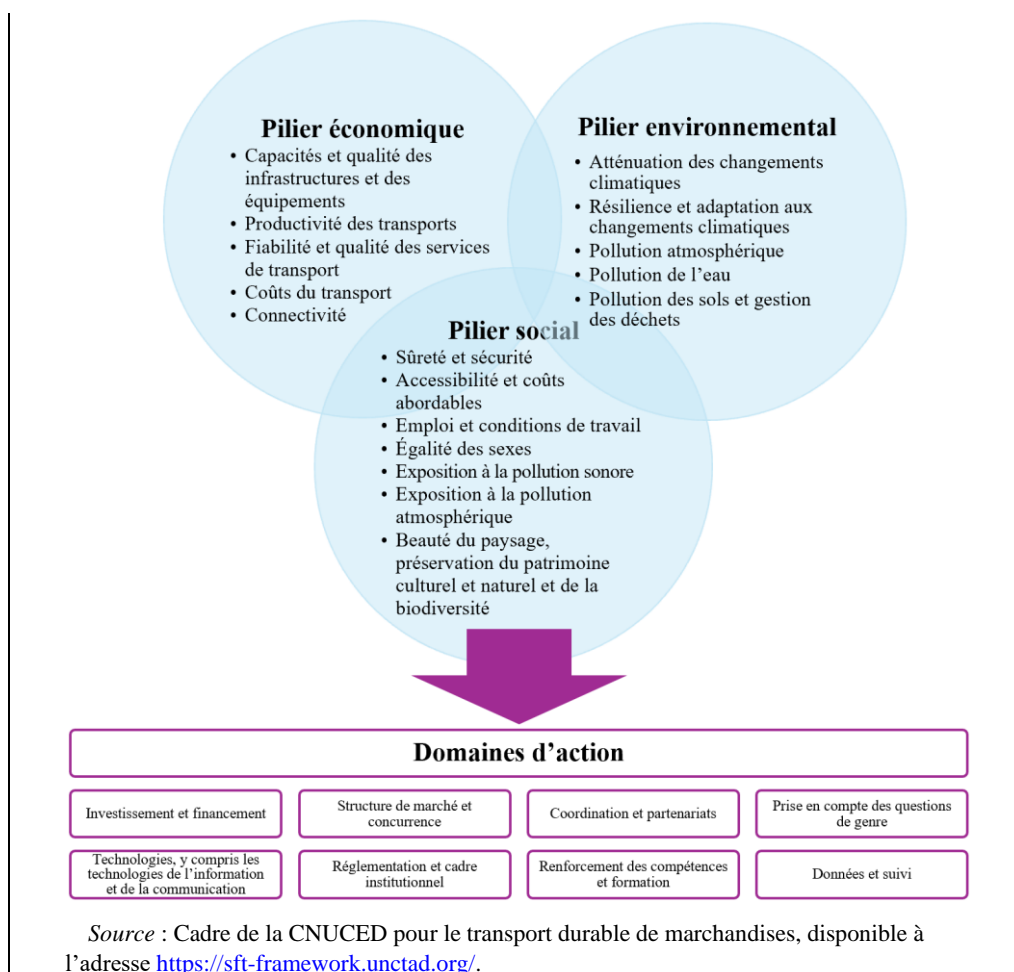 Pilier économique
• Capacités et qualité des
infrastructures et des
équipements
• Productivité des transports
• Fiabilité et qualité des services
de transport
• Coûts du transport
• Connectivité
Pilier environnemental
• Atténuation des changements
climatiques
• Résilience et adaptation aux
changements climatiques
• Pollution atmosphérique
• Pollution de l’eau
• Pollution des sols et gestion
des déchets
Pilier social
• Sûreté et sécurité
• Accessibilité et coûts
abordables
• Emploi et conditions de travail
• Égalité des sexes
• Exposition à la pollution sonore
• Exposition à la pollution
atmosphérique
• Beauté du paysage,
préservation du patrimoine
culturel et naturel et de la
biodiversité
Domaines d’action
Investissement et financement
Structure de marché et
concurrence
Coordination et partenariats
Prise en compte des questions
de genre
Technologies, y compris les
technologies de l’information
et de la communication
Réglementation et cadre
institutionnel
Renforcement des compétences
et formation
Données et suivi
Source : Cadre de la CNUCED pour le transport durable de marchandises, disponible à
l’adresse https://sft-framework.unctad.org/.